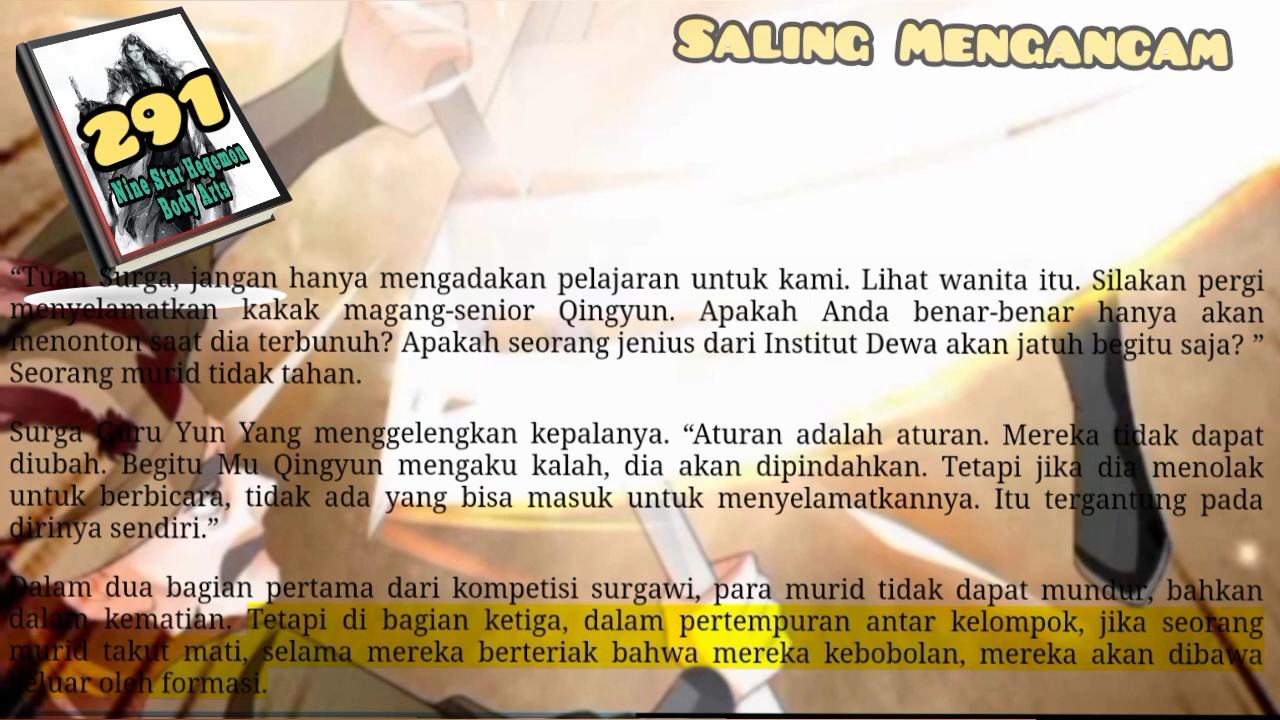 Saling Mengancam
291
Nine Star Hegemon
Body Arts
“Tuan Surga, jangan hanya mengadakan pelajaran untuk kami. Lihat wanita itu. Silakan pergi
menyelamatkan kakak magang-senior Qingyun. Apakah Anda benar-benar hanya akan
menonton saat dia terbunuh? Apakah seorang jenius dari Institut Dewa akan jatuh begitu saja? ”
Seorang murid tidak tahan.
Surga Guru Yun Yang menggelengkan kepalanya. “Aturan adalah aturan. Mereka tidak dapat
diubah. Begitu Mu Qingyun mengaku kalah, dia akan dipindahkan. Tetapi jika dia menolak
untuk berbicara, tidak ada yang bisa masuk untuk menyelamatkannya. Itu tergantung pada
dirinya sendiri.”
Dalam dua bagian pertama dari kompetisi surgawi, para murid tidak dapat mundur, bahkan
dalam kematian. Tetapi di bagian ketiga, dalam pertempuran antar kelompok, jika seorang
murid takut mati, selama mereka berteriak bahwa mereka kebobolan, mereka akan dibawa
keluar oleh formasi.